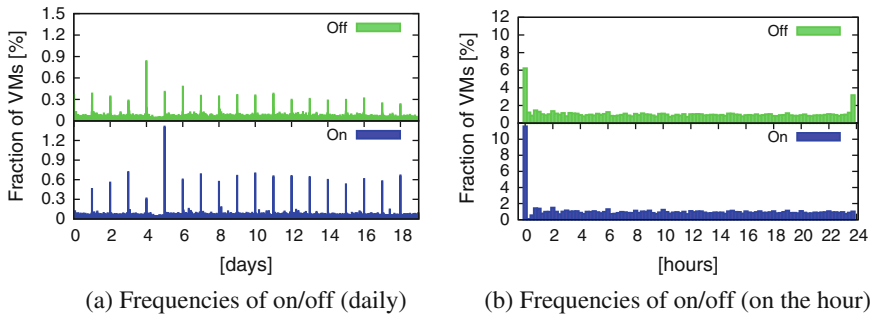 Fraction of VMs [%]
1.5
1.2
0.9
0.6
0.3
0
Off
1.2
0.9
0.6
0.3
0
On
0 2 4 6 8 10 12 14 16 18
[days]
(a) Frequencies of on/off (daily)
Fraction of VMs [%]
12
10
8
6
4
2
0
Off
10
8
6
4
2
0
On
0 2 4 6 8 10 12 14 16 18 20 22 24
[hours]
(b) Frequencies of on/off (on the hour)